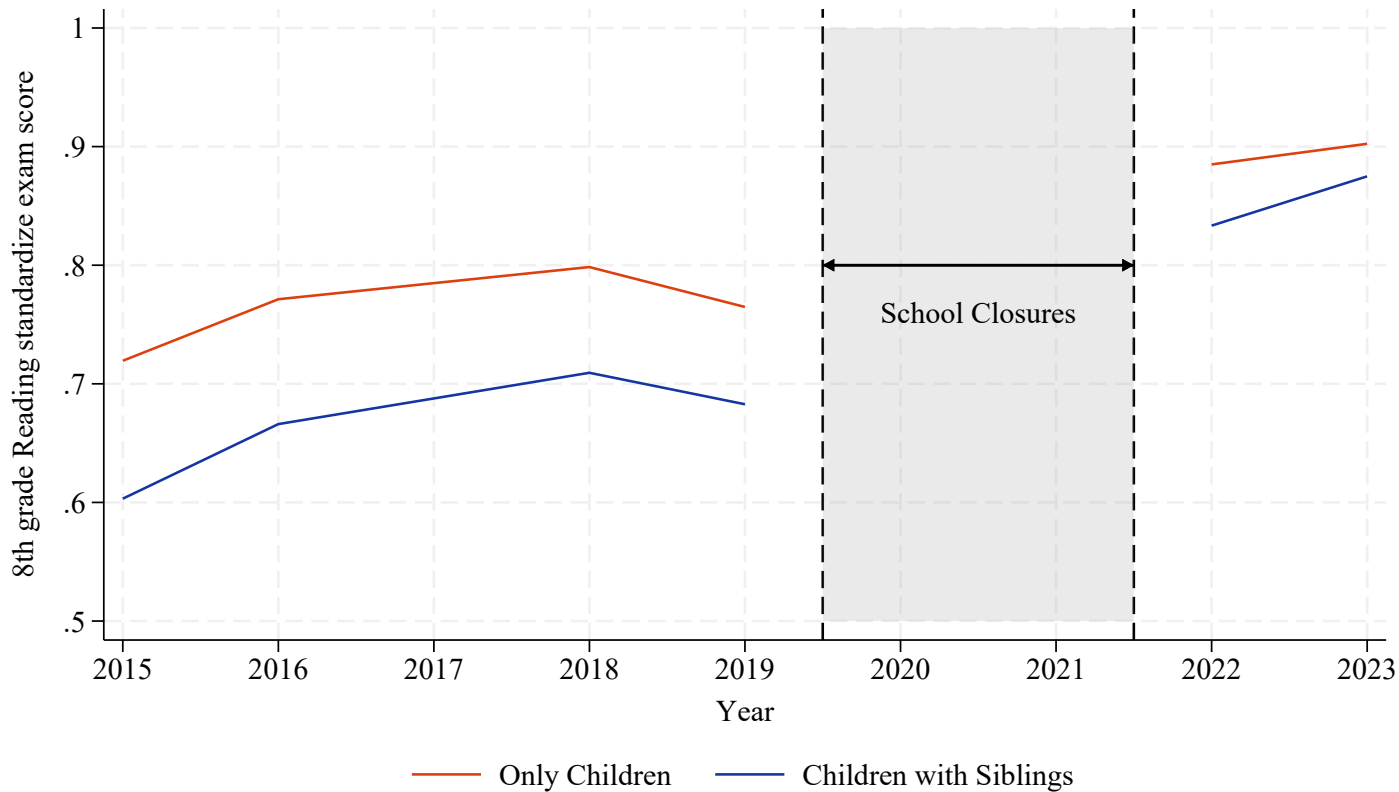 8th grade Reading standardize exam score
1
.9
.8
.7
.6
.5
School Closures
2015 2016 2017 2018 2019 2020 2021 2022 2023
Year
Only Children Children with Siblings